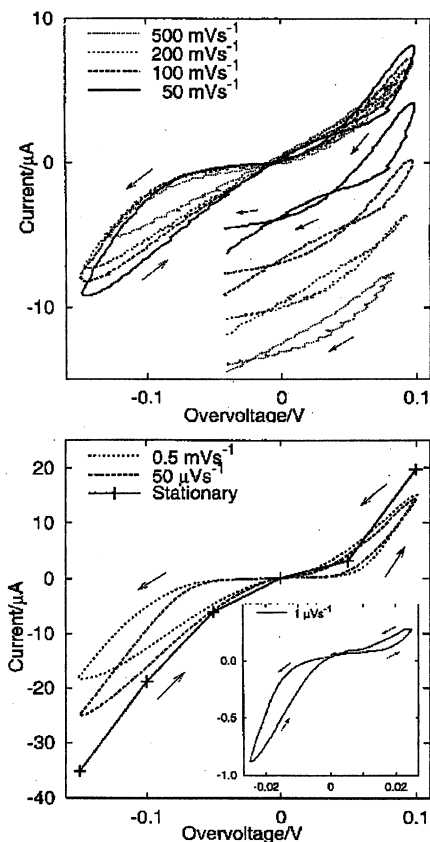 500 mVs⁻¹
200 mVs⁻¹
100 mVs⁻¹
50 mVs⁻¹
10
0
-10
Current/µA
-0.1 0 0.1
Overvoltage/V
0.5 mVs⁻¹
50 µVs⁻¹
Stationary
20
10
0
-10
-20
-30
-40
Current/µA
1 µVs⁻¹
0.0
-0.5
-1.0
-0.02 0 0.02
-0.1 0 0.1
Overvoltage/V